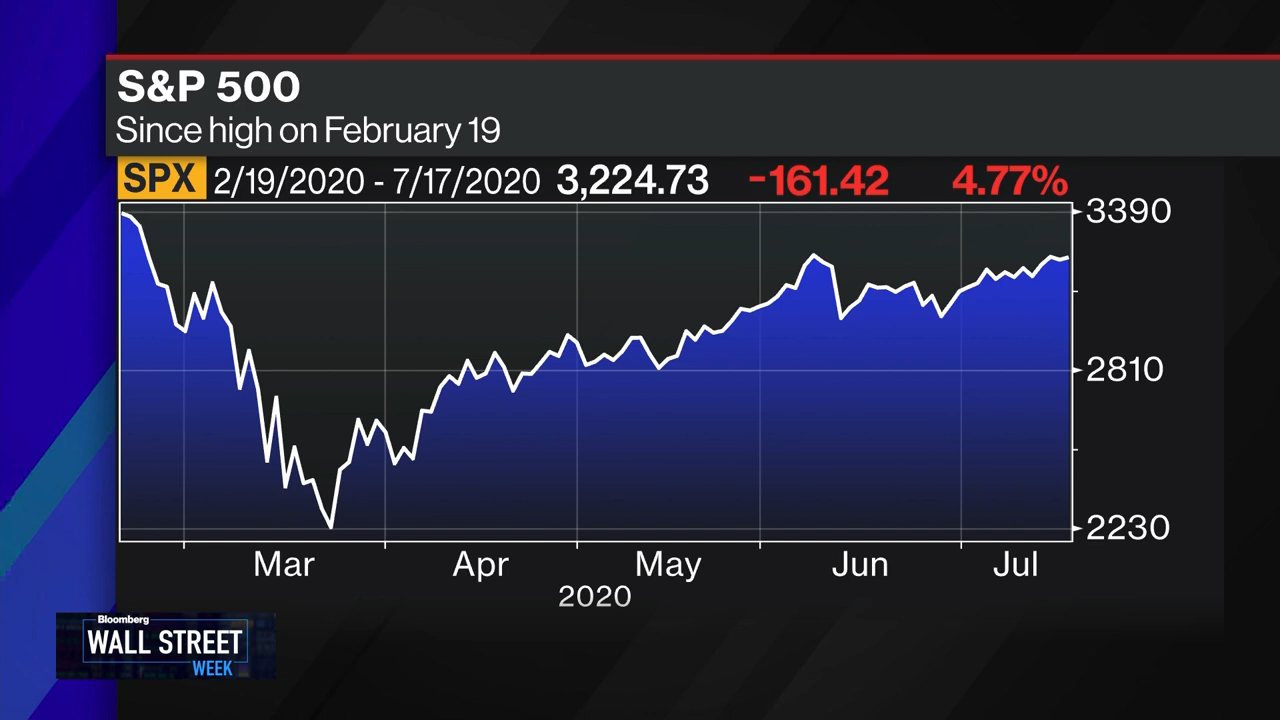 S&P 500
Since high on February 19
SPX 2/19/2020 - 7/17/2020 3,224.73 -161.42 4.77%
3390
2810
2230
Mar Apr May Jun Jul
2020
Bloomberg
WALL STREET
WEEK